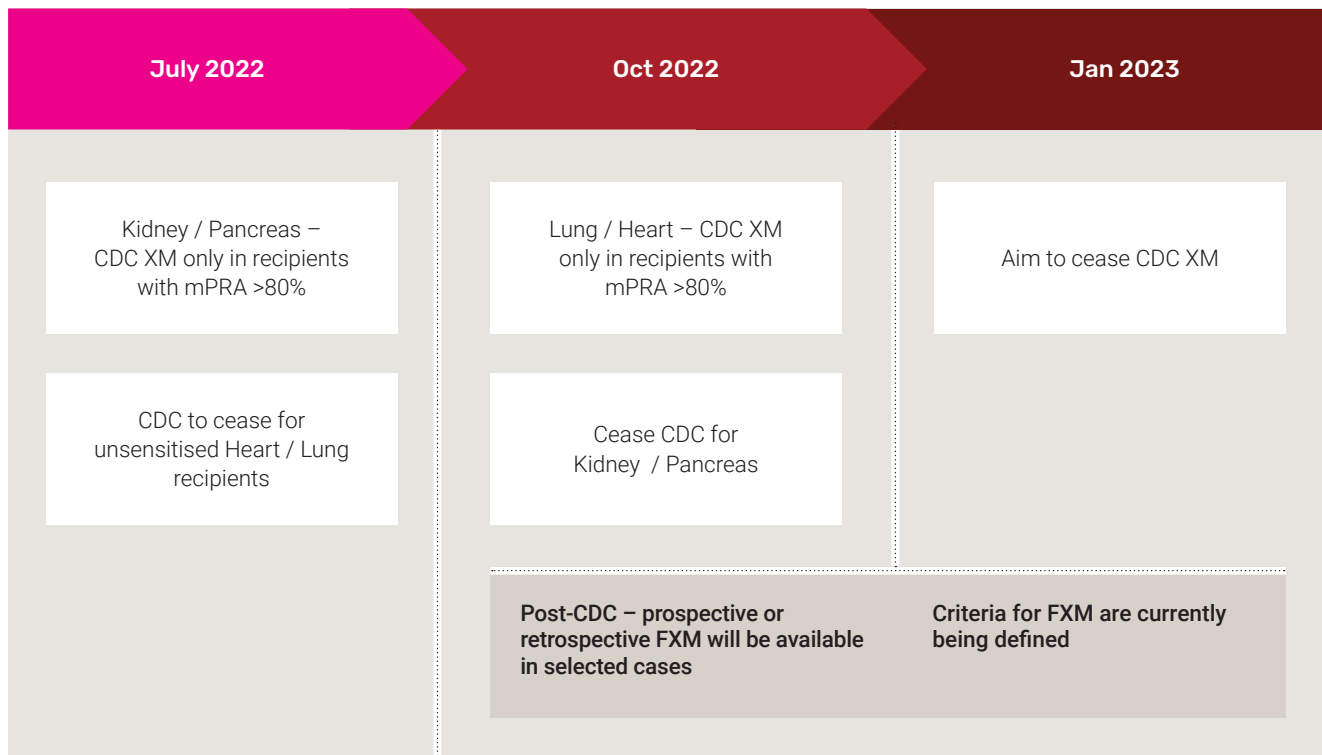 July 2022
Oct 2022
Jan 2023
Kidney / Pancreas –
CDC XM only in recipients
with mPRA >80%
CDC to cease for
unsensitised Heart / Lung
recipients
Lung / Heart – CDC XM
only in recipients with
mPRA >80%
Cease CDC for
Kidney / Pancreas
Aim to cease CDC XM
Post-CDC – prospective or
retrospective FXM will be available
in selected cases
Criteria for FXM are currently
being defined